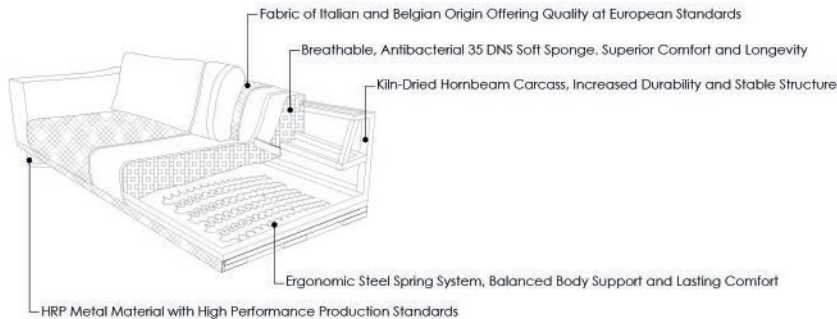 Fabric of Italian and Belgian Origin Offering Quality at European Standards
Breathable, Antibacterial 35 DNS Soft Sponge, Superior Comfort and Longevity
Kiln-Dried Hornbeam Carcass, Increased Durability and Stable Structure
Ergonomic Steel Spring System, Balanced Body Support and Lasting Comfort
HRP Metal Material with High Performance Production Standards